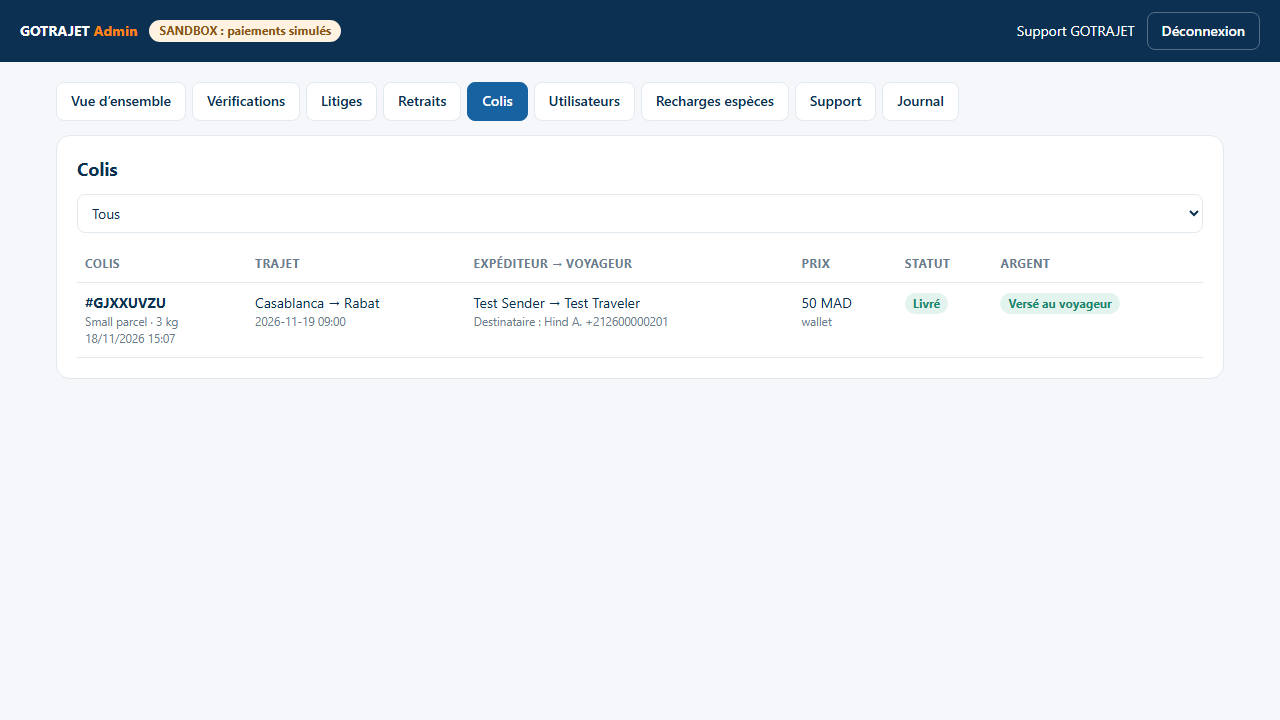 GOTRAJET Admin SANDBOX : paiements simulés Support GOTRAJET Déconnexion
Vue d'ensemble Vérifications Litiges Retraits Colis Utilisateurs Recharges espèces Support Journal
Colis
Tous
COLIS TRAJET EXPÉDITEUR → VOYAGEUR PRIX STATUT ARGENT
#GJXXUVZU Casablanca → Rabat Test Sender → Test Traveler 50 MAD Livré Versé au voyageur
Small parcel · 3 kg 2026-11-19 09:00 Destinataire : Hind A. +212600000201 wallet
18/11/2026 15:07